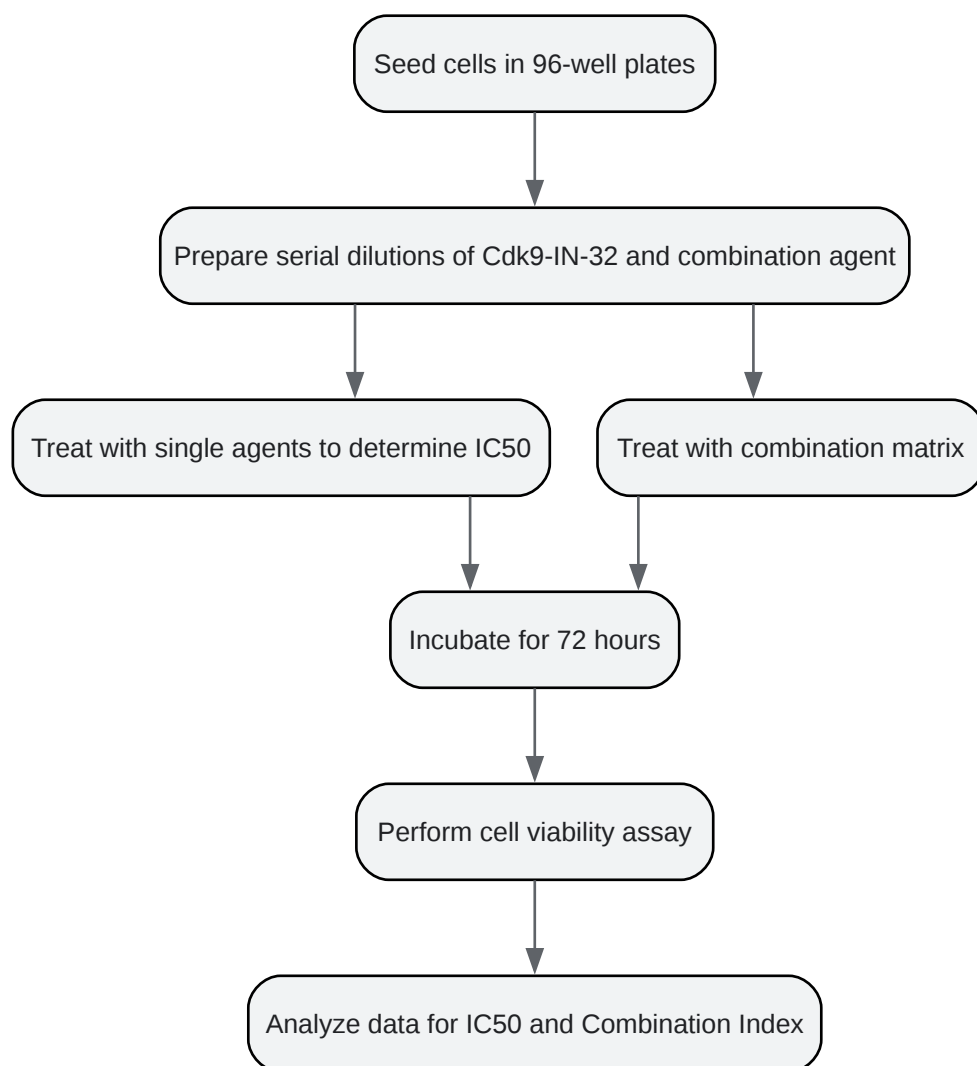 Seed cells in 96-well plates
Prepare serial dilutions of Cdk9-IN-32 and combination agent
Treat with single agents to determine IC50
Treat with combination matrix
Incubate for 72 hours
Perform cell viability assay
Analyze data for IC50 and Combination Index